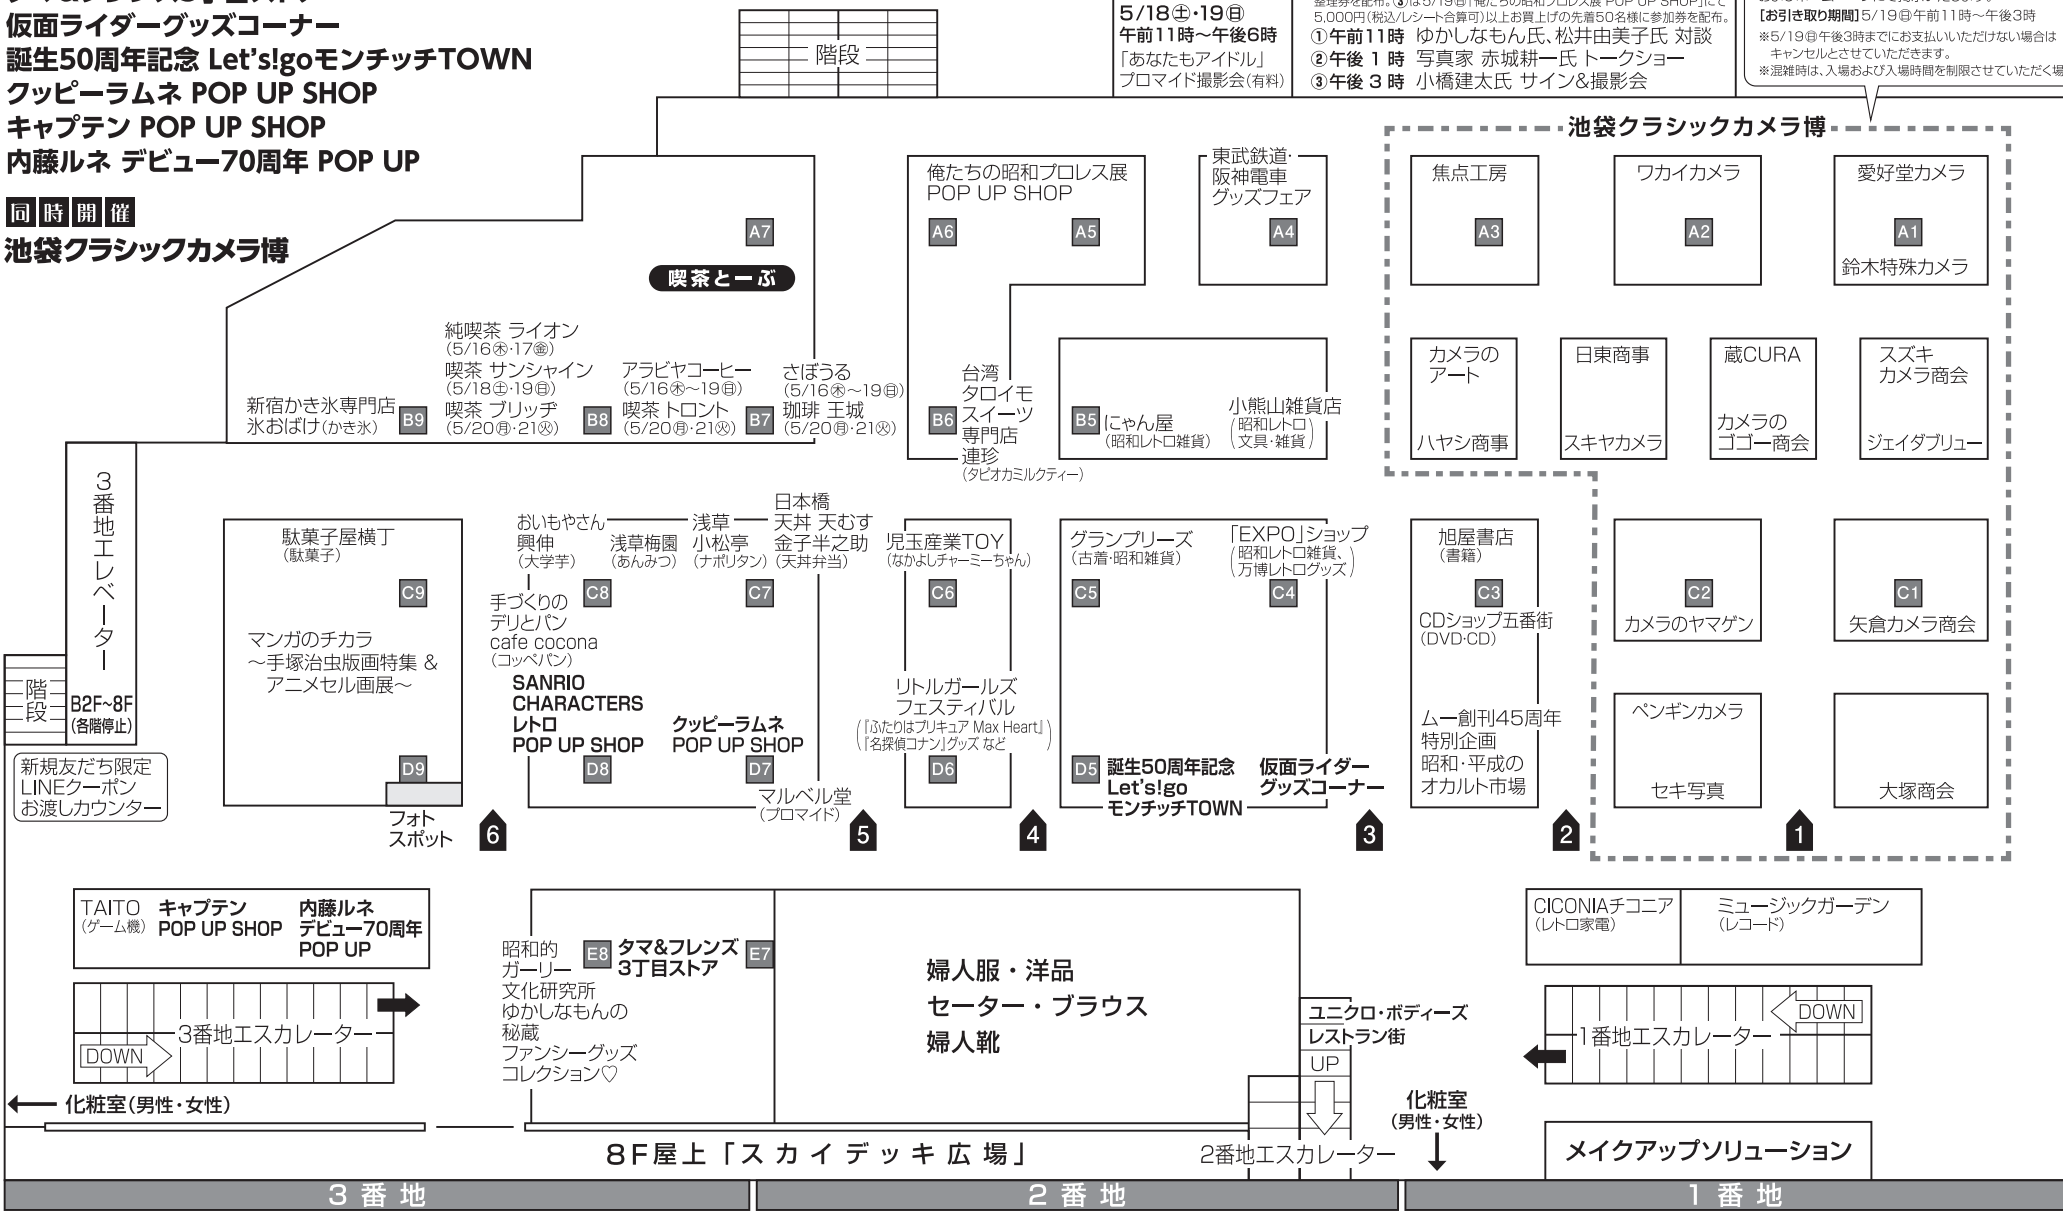 仮面ライダーグッズコーナー
誕生50周年記念 Let's!goモンチッチTOWN
クッピーラムネ POP UP SHOP
キャプテン POP UP SHOP
内藤ルネ デビュー70周年 POP UP
同時開催
池袋クラシックカメラ博
階段
5/18㊏・19㊐
午前11時〜午後6時
「あなたもアイドル」
プロマイド撮影会(有料)
整理券を配布。③は5/19㊐「俺たちの昭和プロレス展 POP UP SHOP」にて
5,000円(税込/レシート合算可)以上お買上げの先着50名様に参加券を配布。
①午前11時 ゆかしなもん氏、松井由美子氏 対談
②午後 1 時 写真家 赤城耕一氏 トークショー
③午後 3 時 小橋建太氏 サイン&撮影会
[お引き取り期間]5/19㊐午前11時〜午後3時
※5/19㊐午後3時までにお支払いいただけない場合は
キャンセルとさせていただきます。
※混雑時は、入場および入場時間を制限させていただく場
池袋クラシックカメラ博
俺たちの昭和プロレス展
POP UP SHOP
東武鉄道・
阪神電車
グッズフェア
焦点工房
ワカイカメラ
愛好堂カメラ
A7
A6
A5
A4
A3
A2
A1
鈴木特殊カメラ
喫茶とーぶ
新宿かき氷専門店
氷おばけ(かき氷)
B9
純喫茶 ライオン
(5/16㊍・17㊎)
喫茶 サンシャイン
(5/18㊏・19㊐)
喫茶 ブリッヂ
(5/20㊊・21㊋)
B8
アラビヤコーヒー
(5/16㊍〜19㊐)
喫茶 トロント
(5/20㊊・21㊋)
B7
さぼうる
(5/16㊍〜19㊐)
珈琲 王城
(5/20㊊・21㊋)
B6
台湾
タロイモ
スイーツ
専門店
連珍
(タピオカミルクティー)
B5
にゃん屋
(昭和レトロ雑貨)
小熊山雑貨店
(昭和レトロ
文具・雑貨)
カメラの
アート
ハヤシ商事
日東商事
スキヤカメラ
蔵CURA
カメラの
ゴゴー商会
スズキ
カメラ商会
ジェイダブリュー
3番地エレベーター
B2F~8F
(各階停止)
階段
新規友だち限定
LINEクーポン
お渡しカウンター
駄菓子屋横丁
(駄菓子)
C9
マンガのチカラ
〜手塚治虫版画特集 &
アニメセル画展〜
D9
フォト
スポット
おいもやさん
興伸
(大学芋)
浅草梅園
(あんみつ)
浅草
小松亭
(ナポリタン)
日本橋
天丼 天むす
金子半之助
(天丼弁当)
C8
C7
手づくりの
デリとパン
cafe cocona
(コッペパン)
SANRIO
CHARACTERS
レトロ
POP UP SHOP
D8
クッピーラムネ
POP UP SHOP
D7
マルベル堂
(プロマイド)
児玉産業TOY
(なかよしチャーミーちゃん)
C6
リトルガールズ
フェスティバル
(『ふたりはプリキュア Max Heart』
『名探偵コナン』グッズ など)
D6
グランプリーズ
(古着・昭和雑貨)
C5
「EXPO」ショップ
(昭和レトロ雑貨、
万博レトログッズ)
C4
D5
誕生50周年記念
Let's!go
モンチッチTOWN
仮面ライダー
グッズコーナー
旭屋書店
(書籍)
C3
CDショップ五番街
(DVD・CD)
ムー創刊45周年
特別企画
昭和・平成の
オカルト市場
C2
カメラのヤマゲン
C1
矢倉カメラ商会
ペンギンカメラ
セキ写真
大塚商会
6
5
4
3
2
1
TAITO
(ゲーム機)
キャプテン
POP UP SHOP
内藤ルネ
デビュー70周年
POP UP
3番地エスカレーター
DOWN
化粧室(男性・女性)
昭和的
ガーリー
文化研究所
ゆかしなもんの
秘蔵
ファンシーグッズ
コレクション♡
E8
タマ&フレンズ
3丁目ストア
E7
婦人服・洋品
セーター・ブラウス
婦人靴
ユニクロ・ボディーズ
レストラン街
UP
2番地エスカレーター
化粧室
(男性・女性)
CICONIAチコニア
(レトロ家電)
ミュージックガーデン
(レコード)
DOWN
1番地エスカレーター
メイクアップソリューション
8F屋上「スカイデッキ広場」
3番地
2番地
1番地